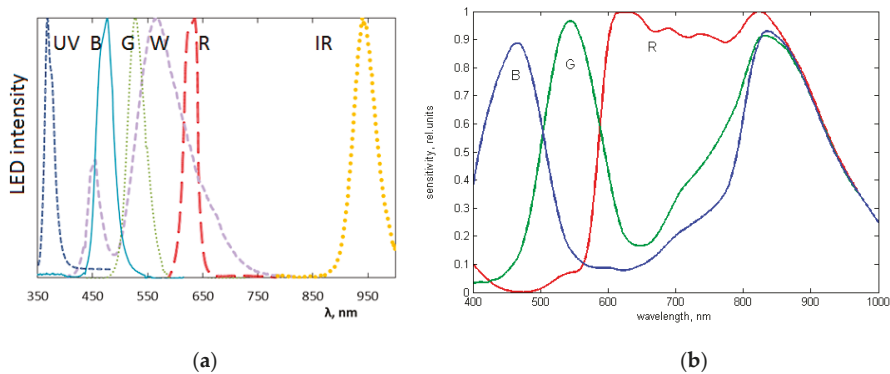 UV B G W R IR
LED intensity
350 450 550 650 750 850 950
λ, nm
(a)
1
0.9
0.8
0.7
0.6
0.5
0.4
0.3
0.2
0.1
0
sensitivity, rel.units
B
G
R
400 500 600 700 800 900 1000
wavelength, nm
(b)